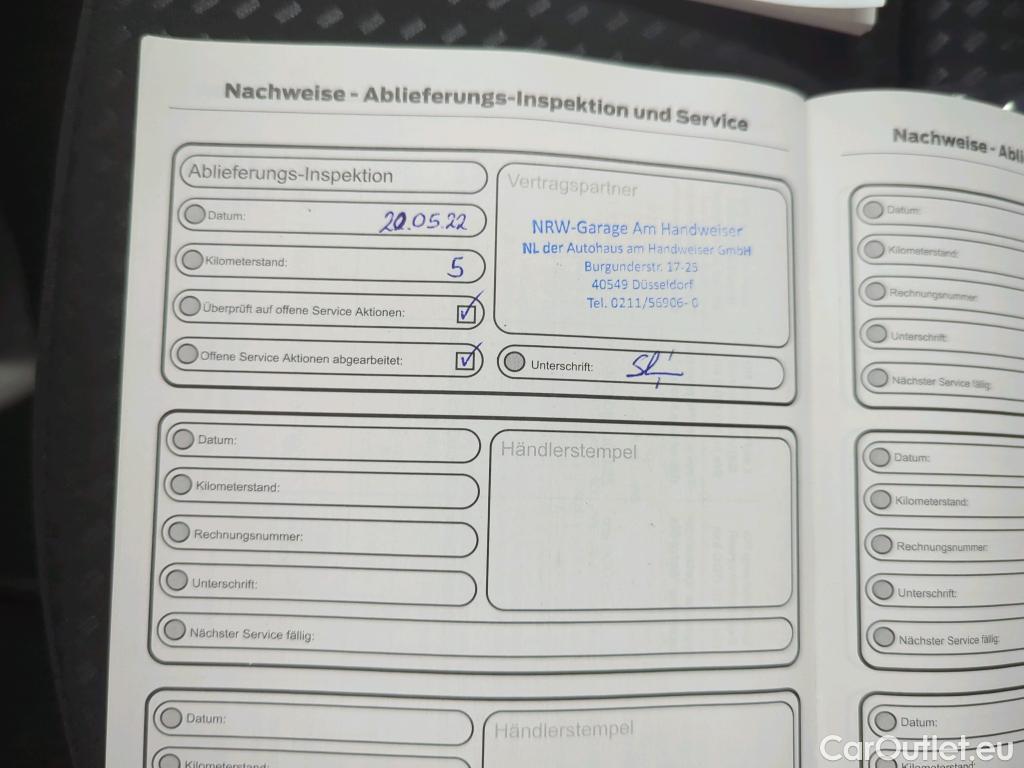 Nachweise - Ablieferungs-Inspektion und Service
Ablieferungs-Inspektion
Datum: 20.05.22
Kilometerstand: 5
Überprüft auf offene Service Aktionen:
Offene Service Aktionen abgearbeitet:
Vertragspartner
NRW-Garage Am Handweiser
NL der Autohaus am Handweiser GmbH
Burgunderstr. 17-25
40549 Düsseldorf
Tel. 0211/56906-0
Unterschrift:
Datum:
Kilometerstand:
Rechnungsnummer:
Unterschrift:
Nächster Service fällig:
Händlerstempel
Datum:
Kilometerstand:
Händlerstempel
Nachweise - Abli
Datum:
Kilometerstand:
Rechnungsnummer:
Unterschrift:
Nächster Service fällig:
Datum:
Kilometerstand:
Rechnungsnummer:
Unterschrift:
Nächster Service fällig:
Datum:
Kilometerstand:
CarOutlet.eu